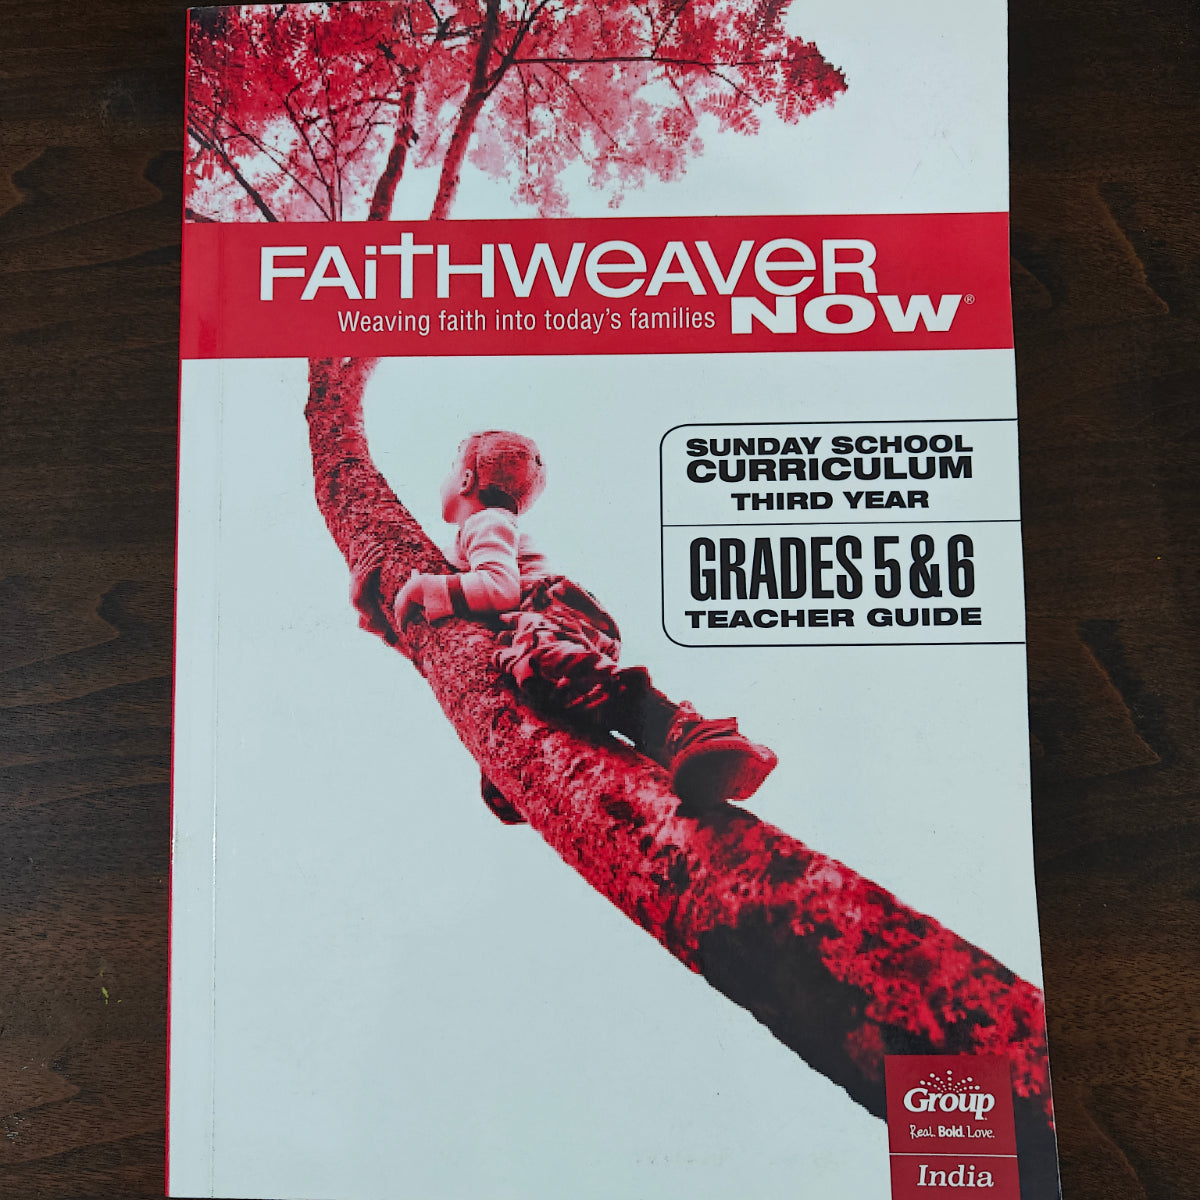 FAiTHWeAVeR
Weaving faith into today's families NOW®
SUNDAY SCHOOL
CURRICULUM
THIRD YEAR
GRADES 5 & 6
TEACHER GUIDE
Group
Real. Bold. Love.
India